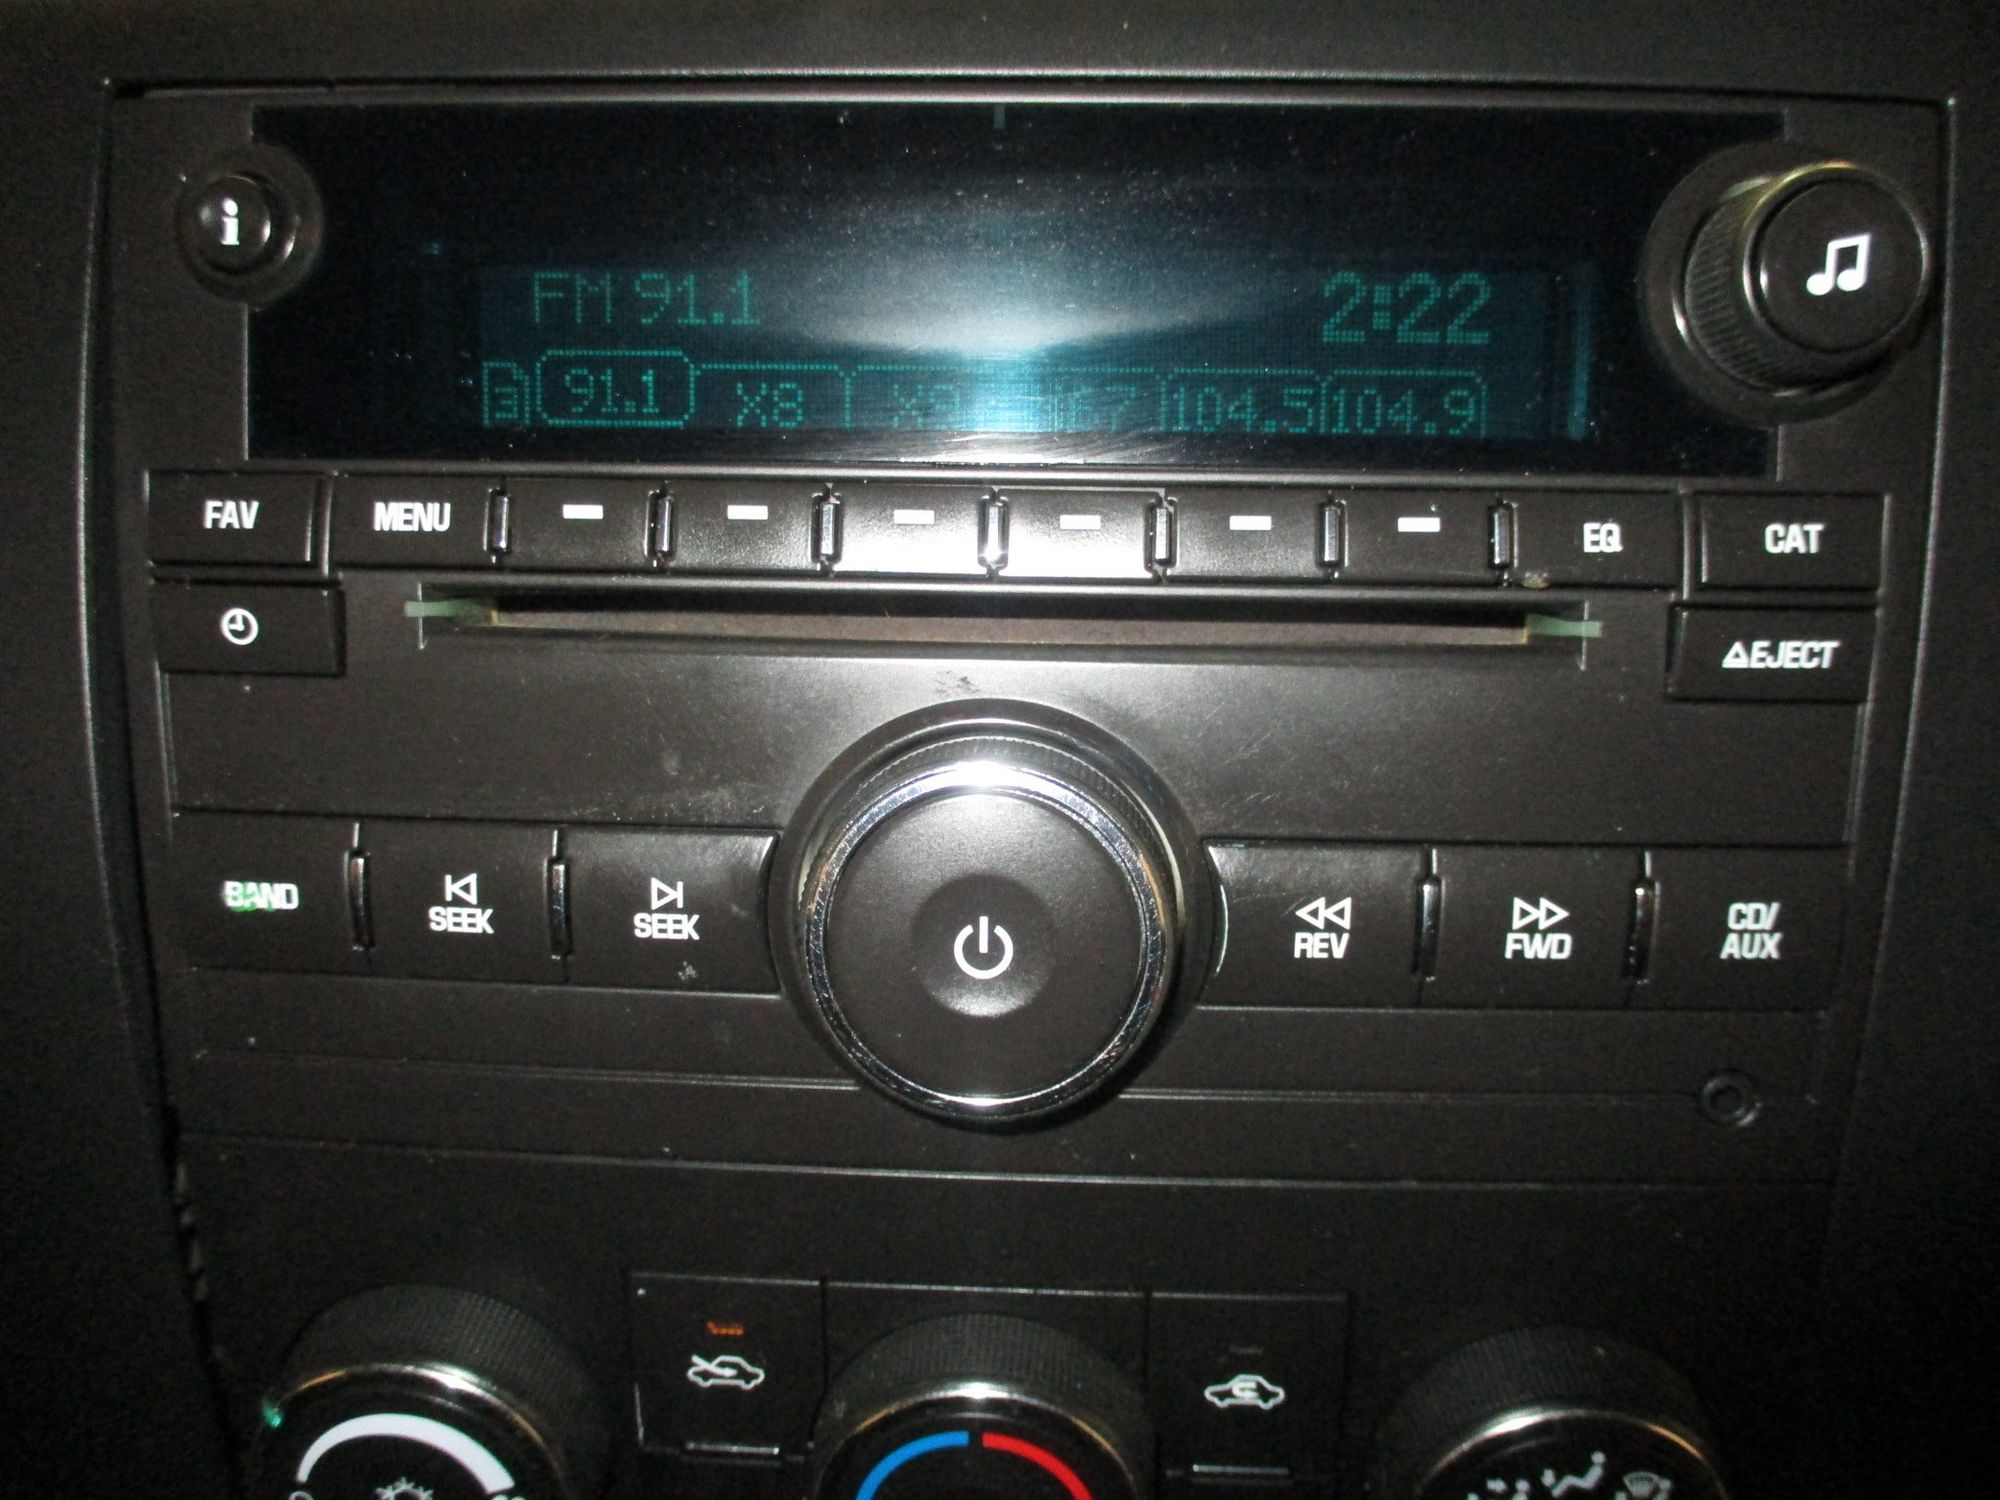 i
FM 91.1 2:22
3 91.1 X8 104.5 104.9
FAV MENU EQ CAT
EJECT
BAND SEEK SEEK REV FWD CD/
AUX